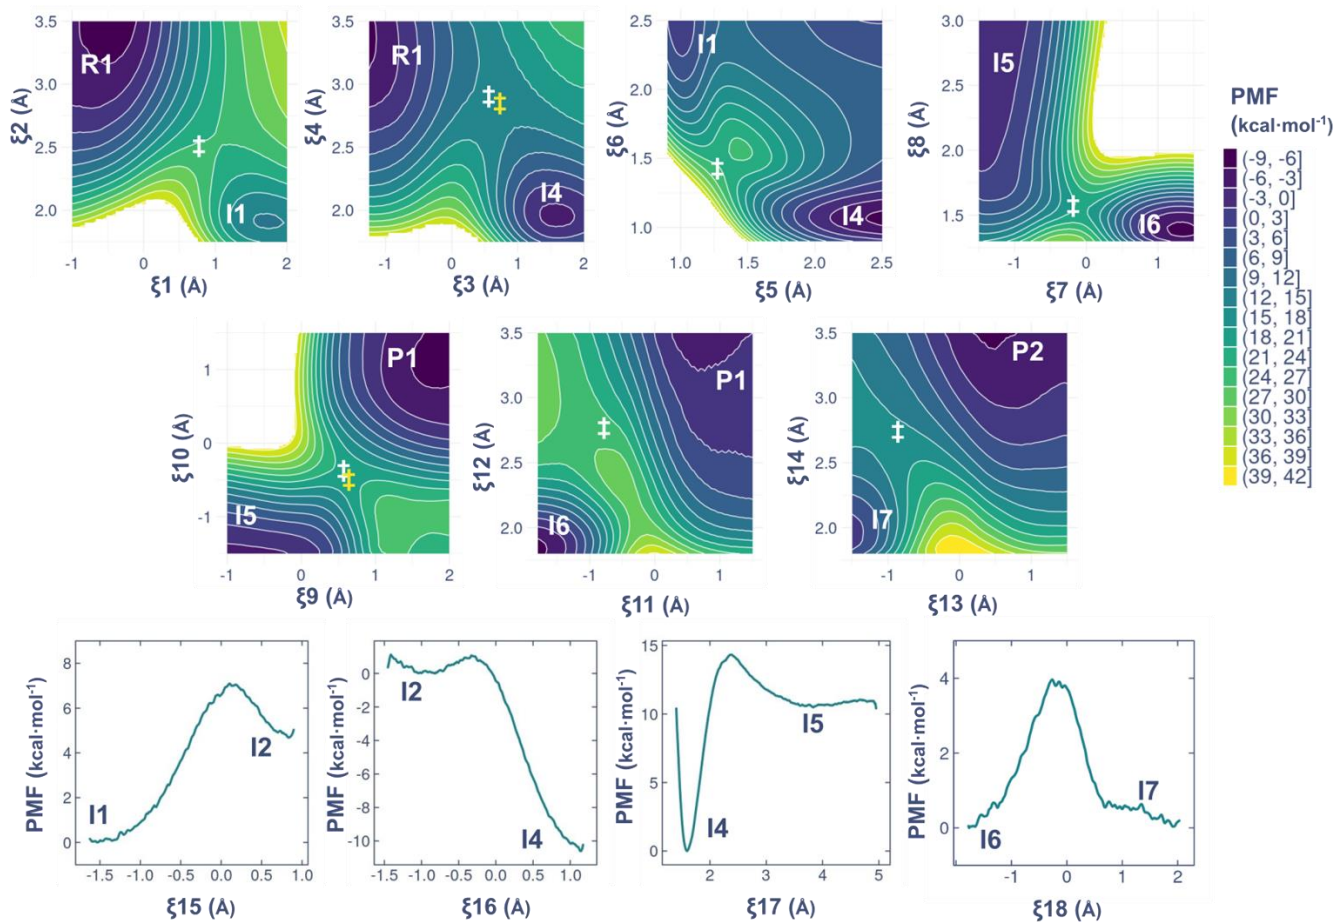 3.5
3.0
2.5
2.0
ξ2 (Å)
R1
‡
I1
-1
0
1
2
ξ1 (Å)
3.5
3.0
2.5
2.0
ξ4 (Å)
R1
‡ ‡
I4
-1
0
1
2
ξ3 (Å)
2.5
2.0
1.5
1.0
ξ6 (Å)
I1
‡
I4
1.0
1.5
2.0
2.5
ξ5 (Å)
3.0
2.5
2.0
1.5
ξ8 (Å)
I5
‡
I6
-1
0
1
ξ7 (Å)
PMF
(kcal·mol-1)
(-9, -6]
(-6, -3]
(-3, 0]
(0, 3]
(3, 6]
(6, 9]
(9, 12]
(12, 15]
(15, 18]
(18, 21]
(21, 24]
(24, 27]
(27, 30]
(30, 33]
(33, 36]
(36, 39]
(39, 42]
1
0
-1
ξ10 (Å)
P1
‡ ‡
I5
-1
0
1
2
ξ9 (Å)
3.5
3.0
2.5
2.0
ξ12 (Å)
P1
‡
I6
-1
0
1
ξ11 (Å)
3.5
3.0
2.5
2.0
ξ14 (Å)
P2
‡
I7
-1
0
1
ξ13 (Å)
8
6
4
2
0
PMF (kcal·mol-1)
I1
I2
-1.5
-1.0
-0.5
0.0
0.5
1.0
ξ15 (Å)
0
-2
-4
-6
-8
-10
PMF (kcal·mol-1)
I2
I4
-1.5
-1.0
-0.5
0.0
0.5
1.0
ξ16 (Å)
15
10
5
0
PMF (kcal·mol-1)
I4
I5
2
3
4
5
ξ17 (Å)
4
2
0
PMF (kcal·mol-1)
I6
I7
-1
0
1
2
ξ18 (Å)